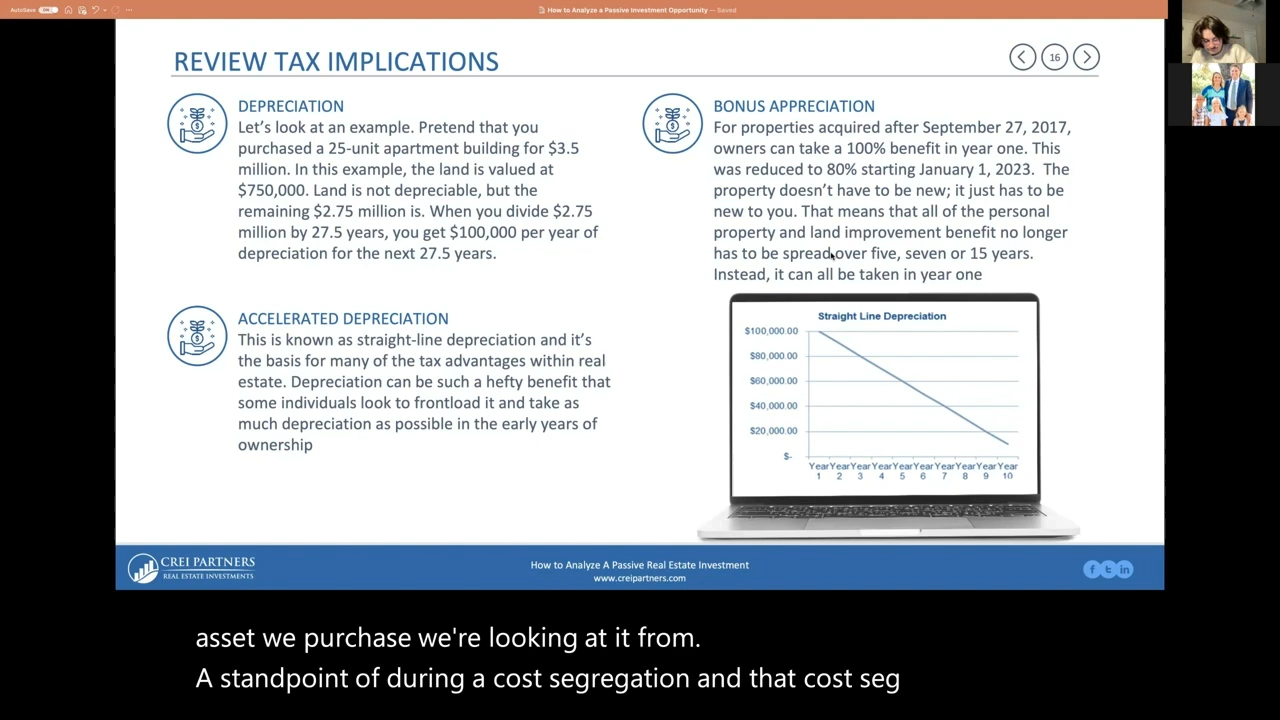 AutoSave ON
How to Analyze a Passive Investment Opportunity — Saved
REVIEW TAX IMPLICATIONS
16
DEPRECIATION
Let's look at an example. Pretend that you
purchased a 25-unit apartment building for $3.5
million. In this example, the land is valued at
$750,000. Land is not depreciable, but the
remaining $2.75 million is. When you divide $2.75
million by 27.5 years, you get $100,000 per year of
depreciation for the next 27.5 years.
ACCELERATED DEPRECIATION
This is known as straight-line depreciation and it's
the basis for many of the tax advantages within real
estate. Depreciation can be such a hefty benefit that
some individuals look to frontload it and take as
much depreciation as possible in the early years of
ownership
BONUS APPRECIATION
For properties acquired after September 27, 2017,
owners can take a 100% benefit in year one. This
was reduced to 80% starting January 1, 2023. The
property doesn't have to be new; it just has to be
new to you. That means that all of the personal
property and land improvement benefit no longer
has to be spread over five, seven or 15 years.
Instead, it can all be taken in year one
Straight Line Depreciation
$100,000.00
$80,000.00
$60,000.00
$40,000.00
$20,000.00
$-
Year Year Year Year Year Year Year Year Year Year
1 2 3 4 5 6 7 8 9 10
CREI PARTNERS
REAL ESTATE INVESTMENTS
How to Analyze A Passive Real Estate Investment
www.creipartners.com
f t in
asset we purchase we're looking at it from.
A standpoint of during a cost segregation and that cost seg